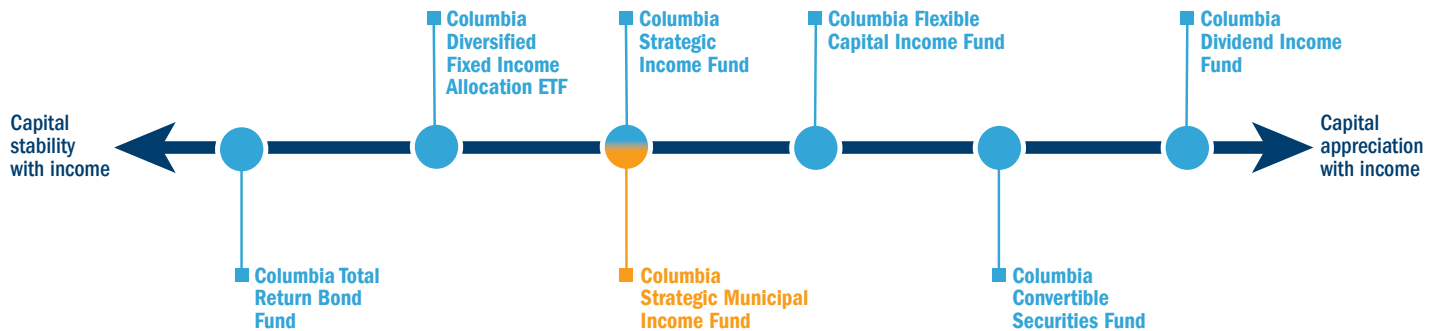 Columbia
Diversified
Fixed Income
Allocation ETF
Columbia
Strategic
Income Fund
Columbia Flexible
Capital Income Fund
Columbia
Dividend Income
Fund
Capital
stability
with income
Capital
appreciation
with income
Columbia Total
Return Bond
Fund
Columbia
Strategic Municipal
Income Fund
Columbia
Convertible
Securities Fund